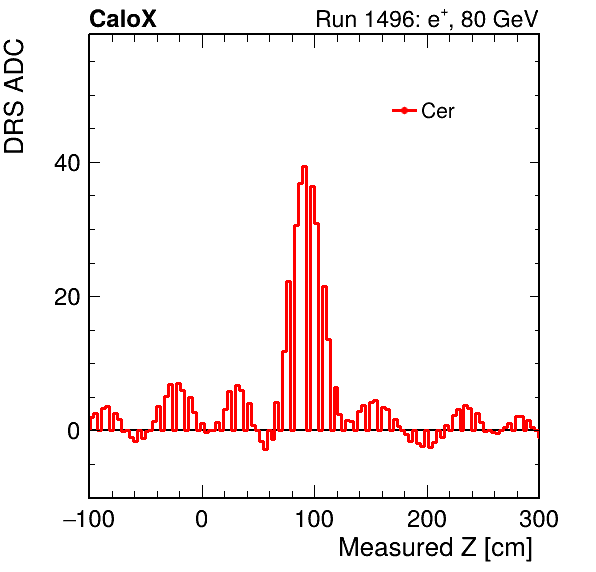 CaloX Run 1496: e+, 80 GeV
DRS ADC
Cer
40
20
0
−100 0 100 200 300
Measured Z [cm]